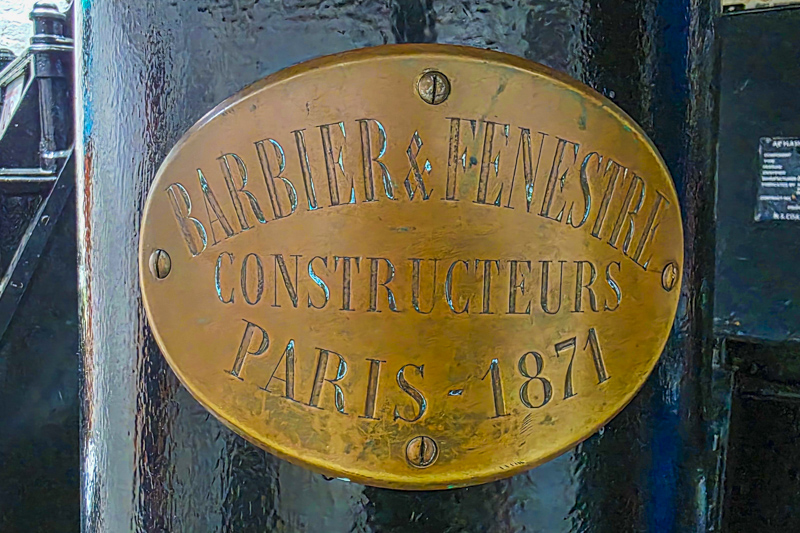 BARBIER & FENESTRE
CONSTRUCTEURS
PARIS - 1871